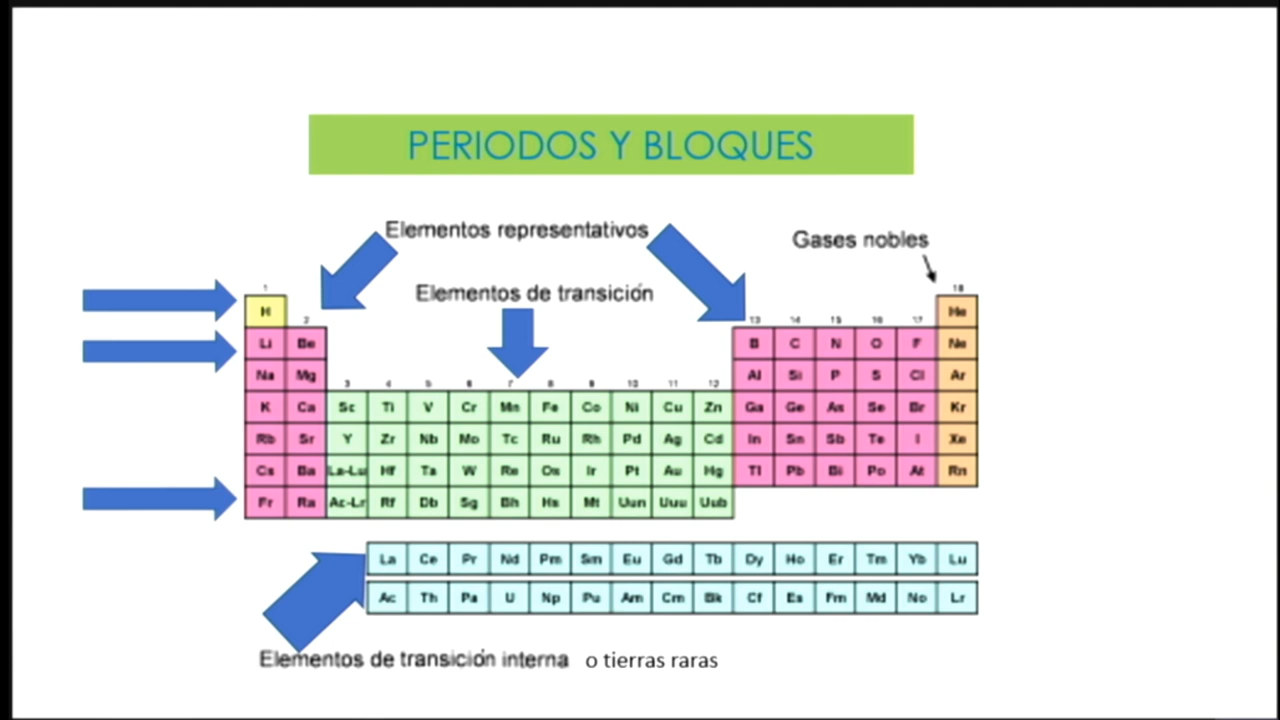 PERIODOS Y BLOQUES
Elementos representativos
Gases nobles
Elementos de transición
1 18
H He
2 13 14 15 16 17
Li Be B C N O F Ne
Na Mg Al Si P S Cl Ar
3 4 5 6 7 8 9 10 11 12
K Ca Sc Ti V Cr Mn Fe Co Ni Cu Zn Ga Ge As Se Br Kr
Rb Sr Y Zr Nb Mo Tc Ru Rh Pd Ag Cd In Sn Sb Te I Xe
Cs Ba La-Lu Hf Ta W Re Os Ir Pt Au Hg Tl Pb Bi Po At Rn
Fr Ra Ac-Lr Rf Db Sg Bh Hs Mt Uun Uuu Uub
La Ce Pr Nd Pm Sm Eu Gd Tb Dy Ho Er Tm Yb Lu
Ac Th Pa U Np Pu Am Cm Bk Cf Es Fm Md No Lr
Elementos de transición interna o tierras raras